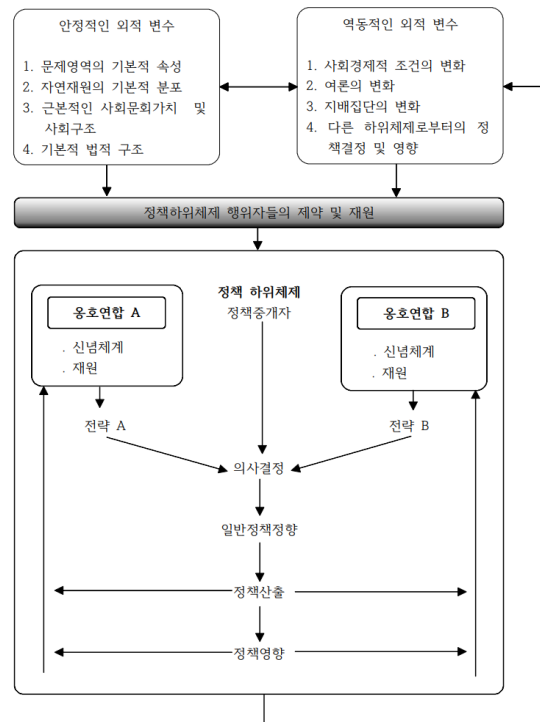 안정적인 외적 변수
1. 문제영역의 기본적 속성
2. 자연재원의 기본적 분포
3. 근본적인 사회문회가치 및
사회구조
4. 기본적 법적 구조
역동적인 외적 변수
1. 사회경제적 조건의 변화
2. 여론의 변화
3. 지배집단의 변화
4. 다른 하위체제로부터의 정
책결정 및 영향
정책하위체제 행위자들의 제약 및 재원
정책 하위체제
정책중개자
옹호연합 A
. 신념체계
. 재원
옹호연합 B
. 신념체계
. 재원
전략 A
전략 B
의사결정
일반정책정향
정책산출
정책영향